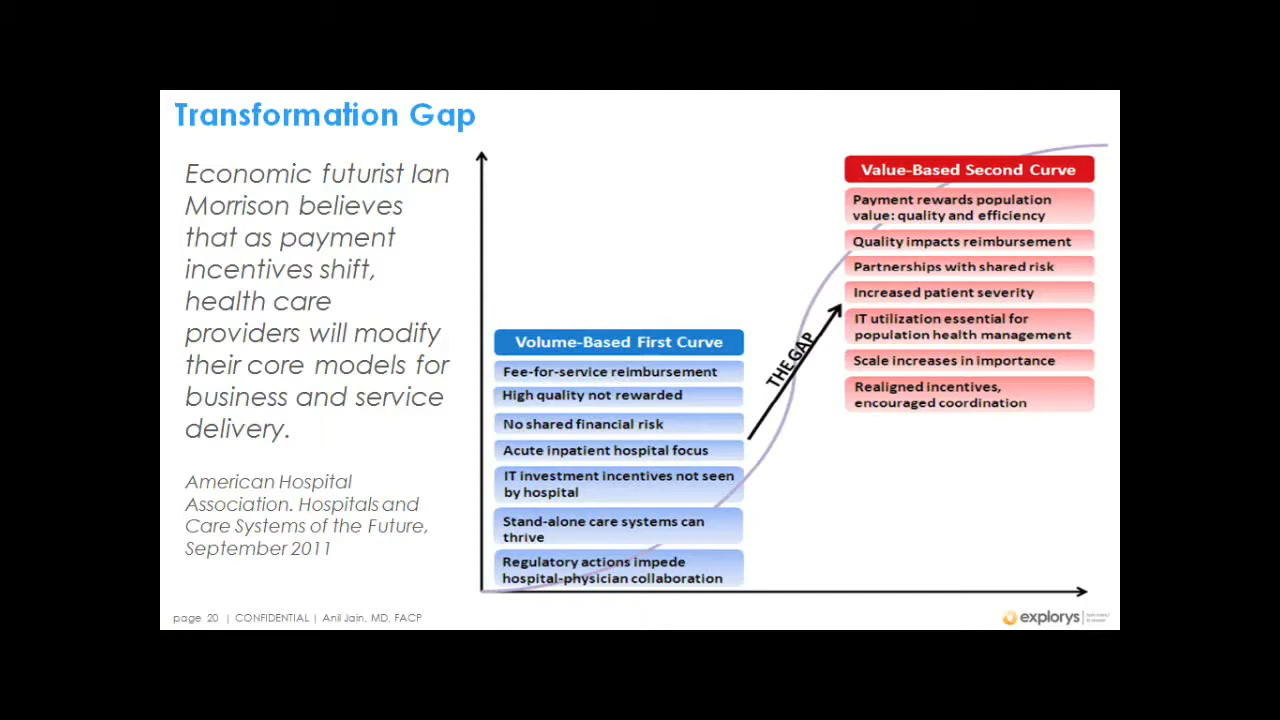 Transformation Gap
Economic futurist Ian
Morrison believes
that as payment
incentives shift,
health care
providers will modify
their core models for
business and service
delivery.
American Hospital
Association. Hospitals and
Care Systems of the Future,
September 2011
Volume-Based First Curve
Fee-for-service reimbursement
High quality not rewarded
No shared financial risk
Acute inpatient hospital focus
IT investment incentives not seen
by hospital
Stand-alone care systems can
thrive
Regulatory actions impede
hospital-physician collaboration
THE GAP
Value-Based Second Curve
Payment rewards population
value: quality and efficiency
Quality impacts reimbursement
Partnerships with shared risk
Increased patient severity
IT utilization essential for
population health management
Scale increases in importance
Realigned incentives,
encouraged coordination
page 20 | CONFIDENTIAL | Anil Jain, MD, FACP
explorys